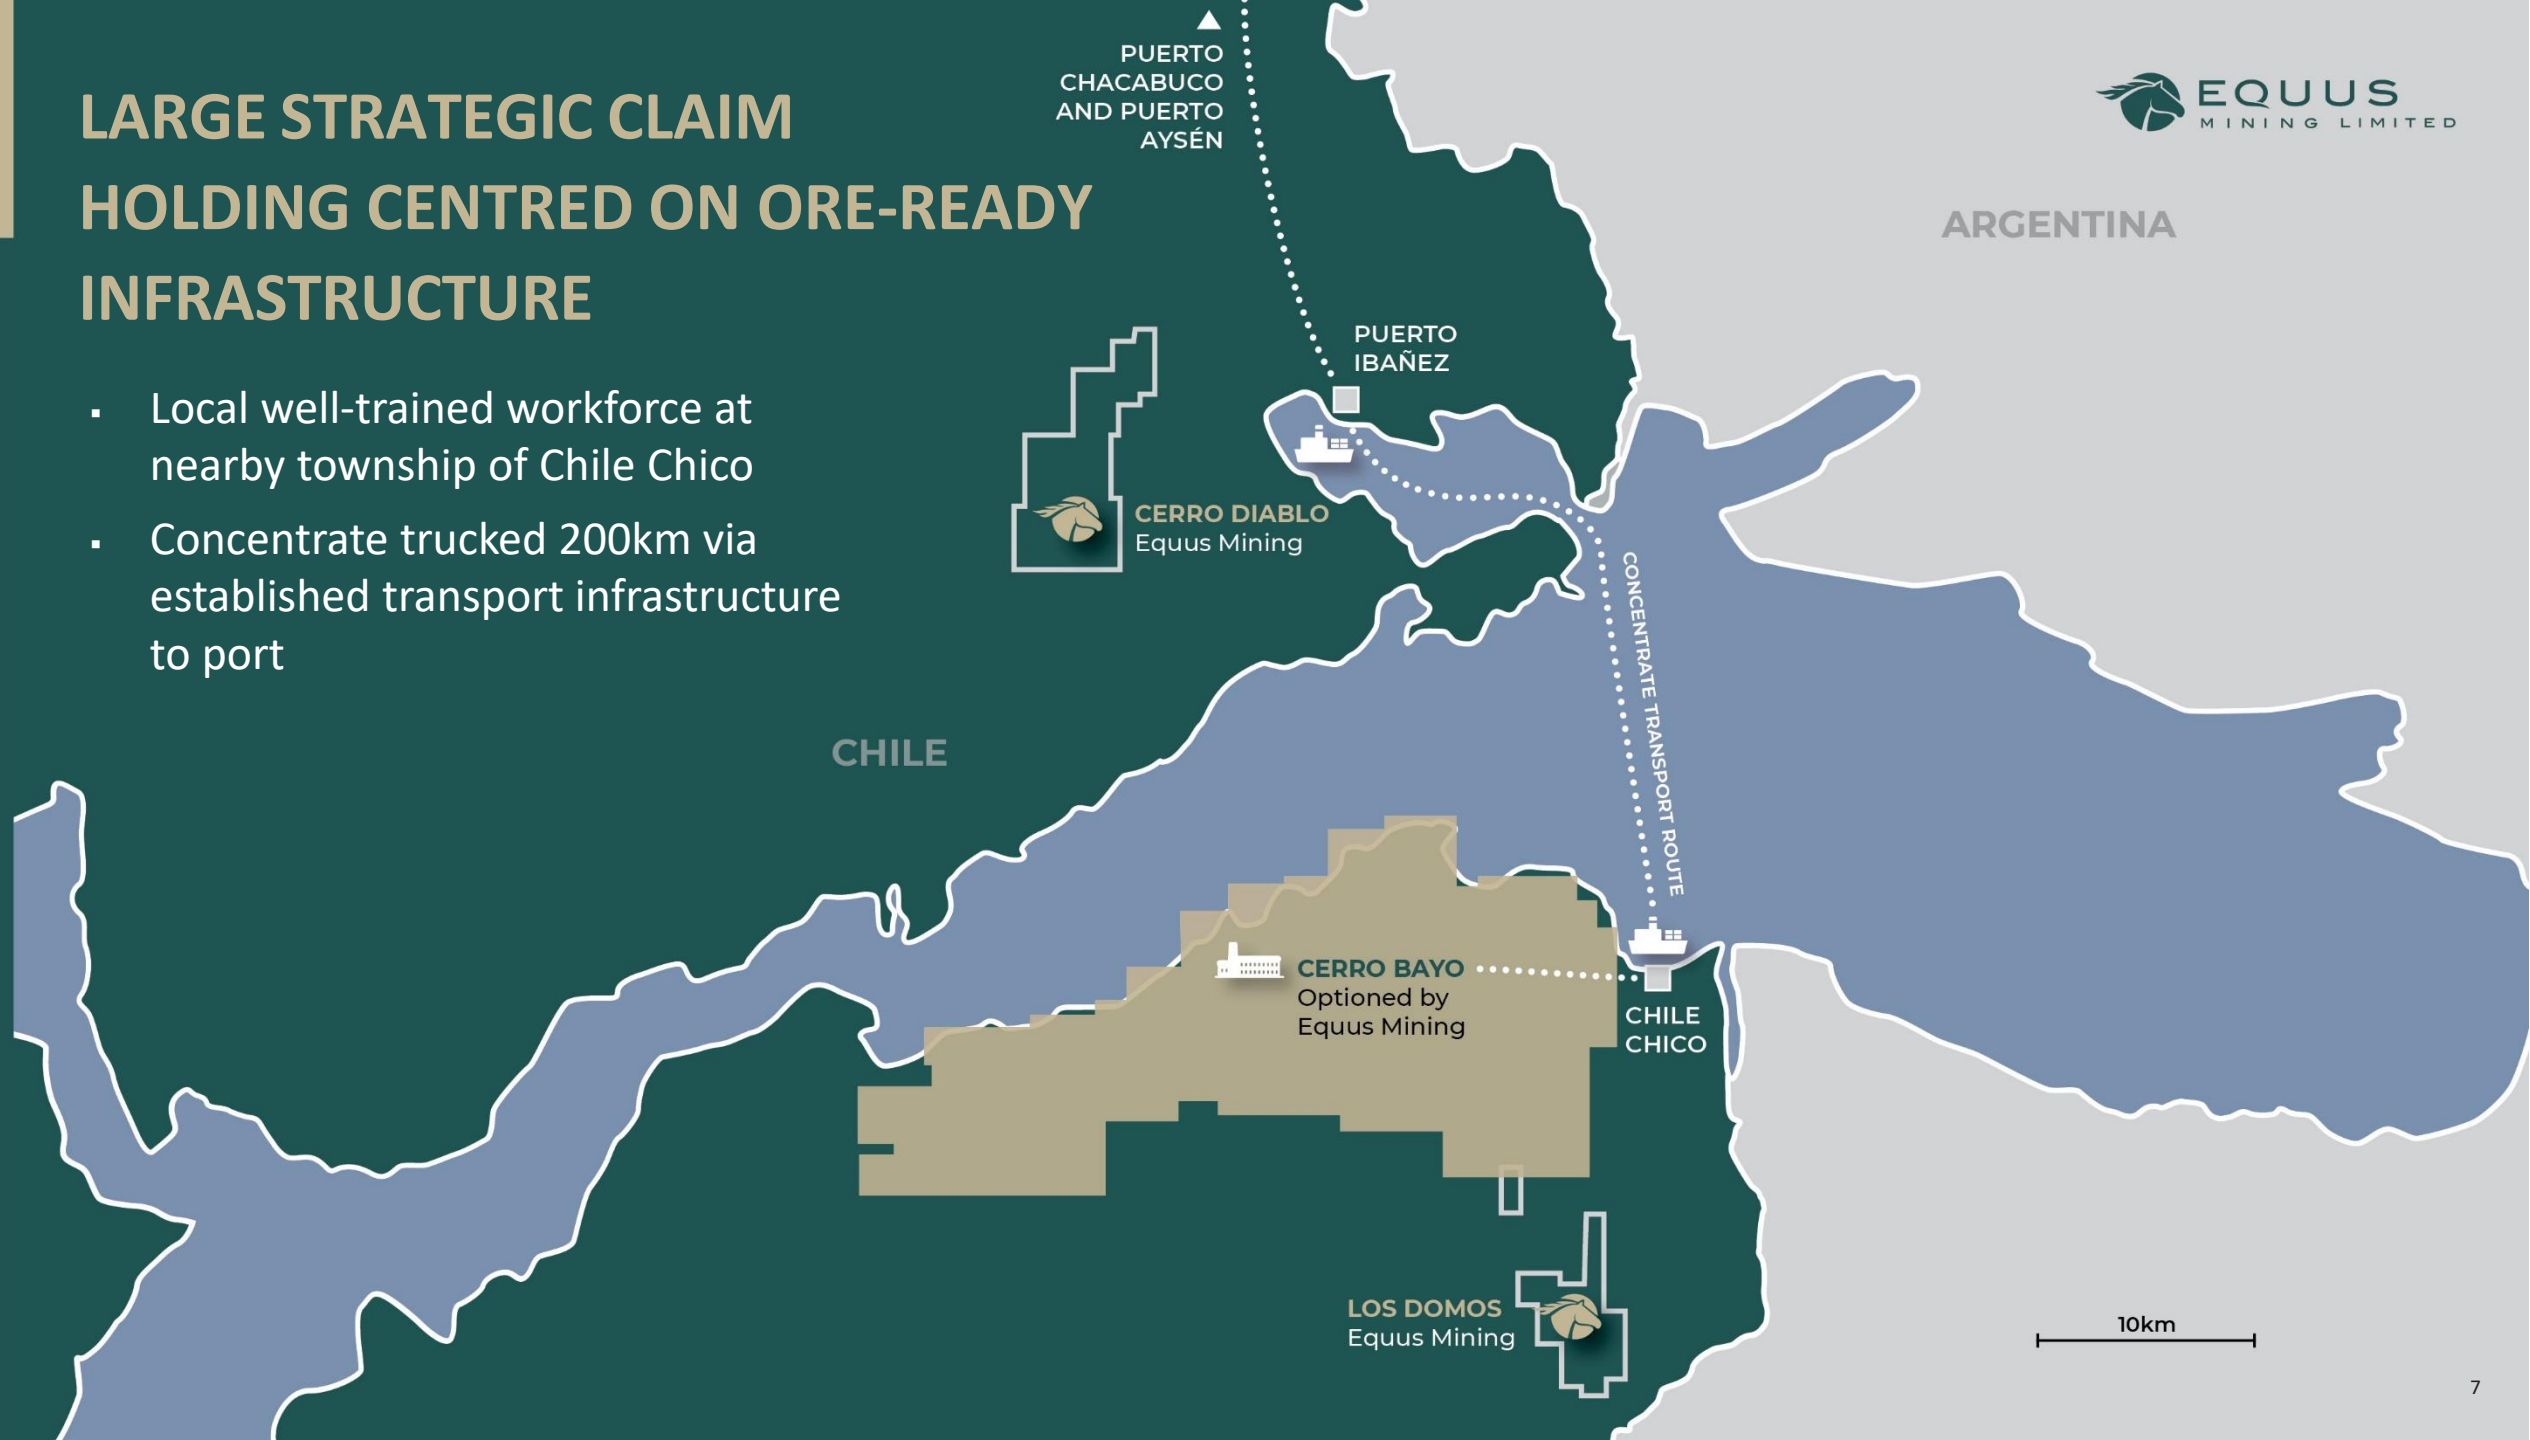 LARGE STRATEGIC CLAIM
HOLDING CENTRED ON ORE-READY
INFRASTRUCTURE
▪ Local well-trained workforce at
nearby township of Chile Chico
▪ Concentrate trucked 200km via
established transport infrastructure
to port
PUERTO
CHACABUCO
AND PUERTO
AYSÉN
EQUUS
MINING LIMITED
ARGENTINA
PUERTO
IBAÑEZ
CERRO DIABLO
Equus Mining
CONCENTRATE TRANSPORT ROUTE
CHILE
CERRO BAYO
Optioned by
Equus Mining
CHILE
CHICO
LOS DOMOS
Equus Mining
10km
7